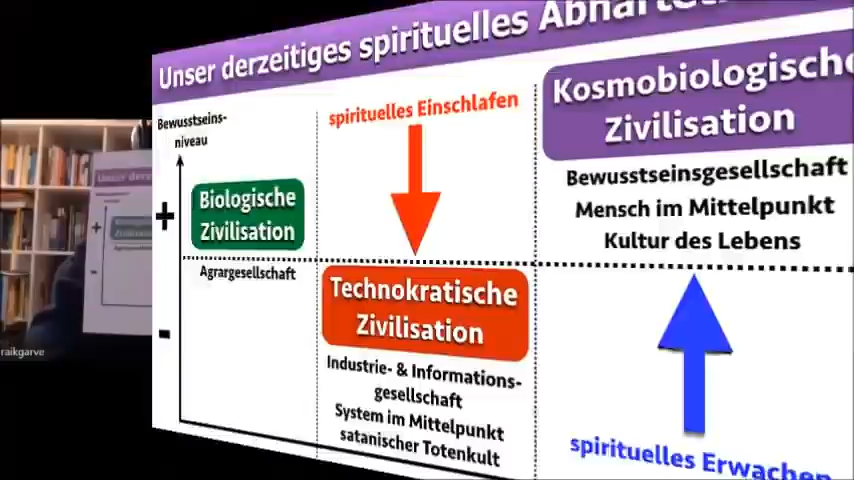 Unser derzeitiges spirituelles
Bewusstseins-
niveau
spirituelles Einschlafen
Kosmobiologische
Zivilisation
Bewusstseinsgesellschaft
Mensch im Mittelpunkt
Kultur des Lebens
+
Biologische
Zivilisation
Agrargesellschaft
-
Technokratische
Zivilisation
Industrie- & Informations-
gesellschaft
System im Mittelpunkt
satanischer Totenkult
spirituelles Erwachen
raikgarve